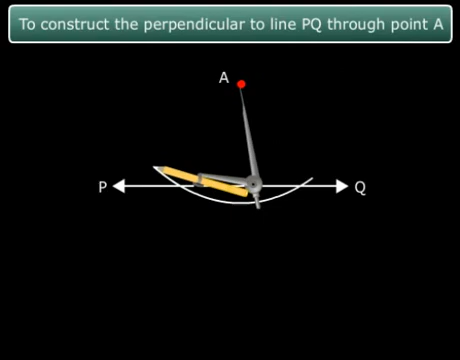 To construct the perpendicular to line PQ through point A
A
P Q